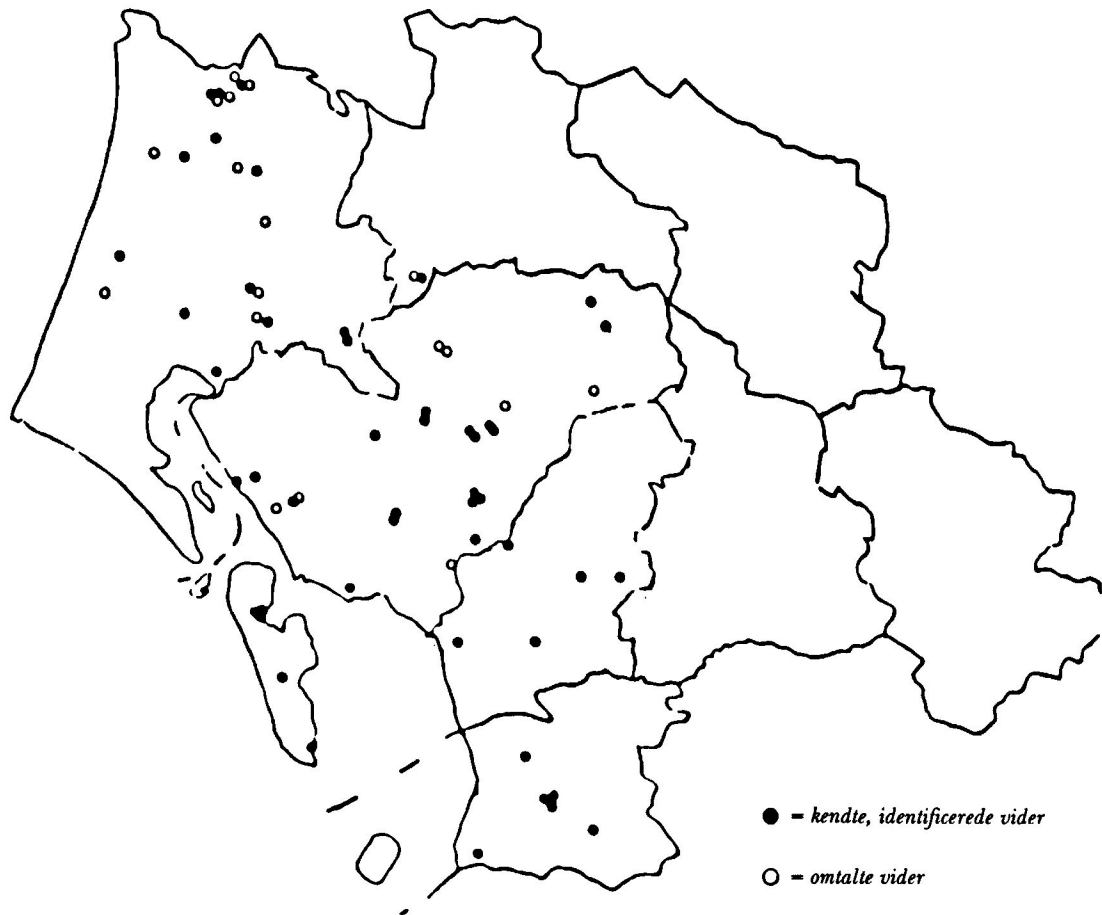 ● = kendte, identificerede vider
○ = omtalte vider